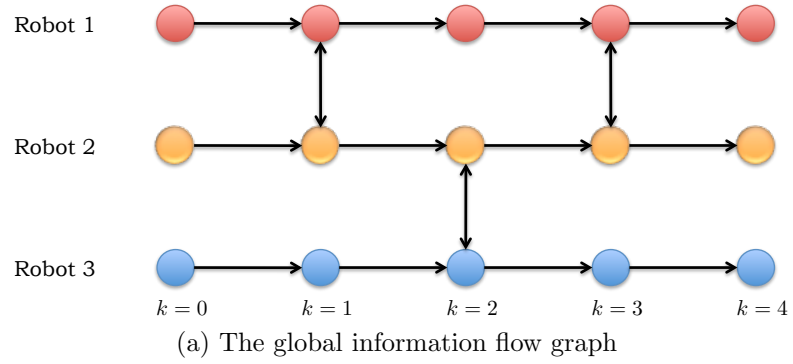 Robot 1
Robot 2
Robot 3
k = 0 k = 1 k = 2 k = 3 k = 4
(a) The global information flow graph